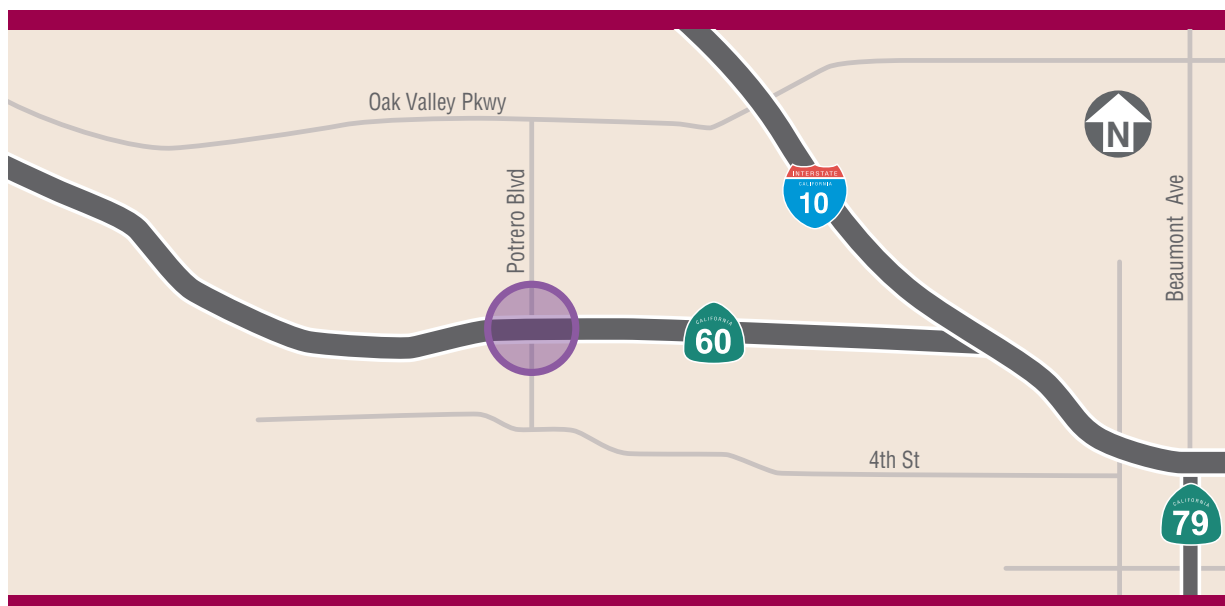 Oak Valley Pkwy
N
INTERSTATE
CALIFORNIA
10
Potrero Blvd
Beaumont Ave
CALIFORNIA
60
4th St
CALIFORNIA
79